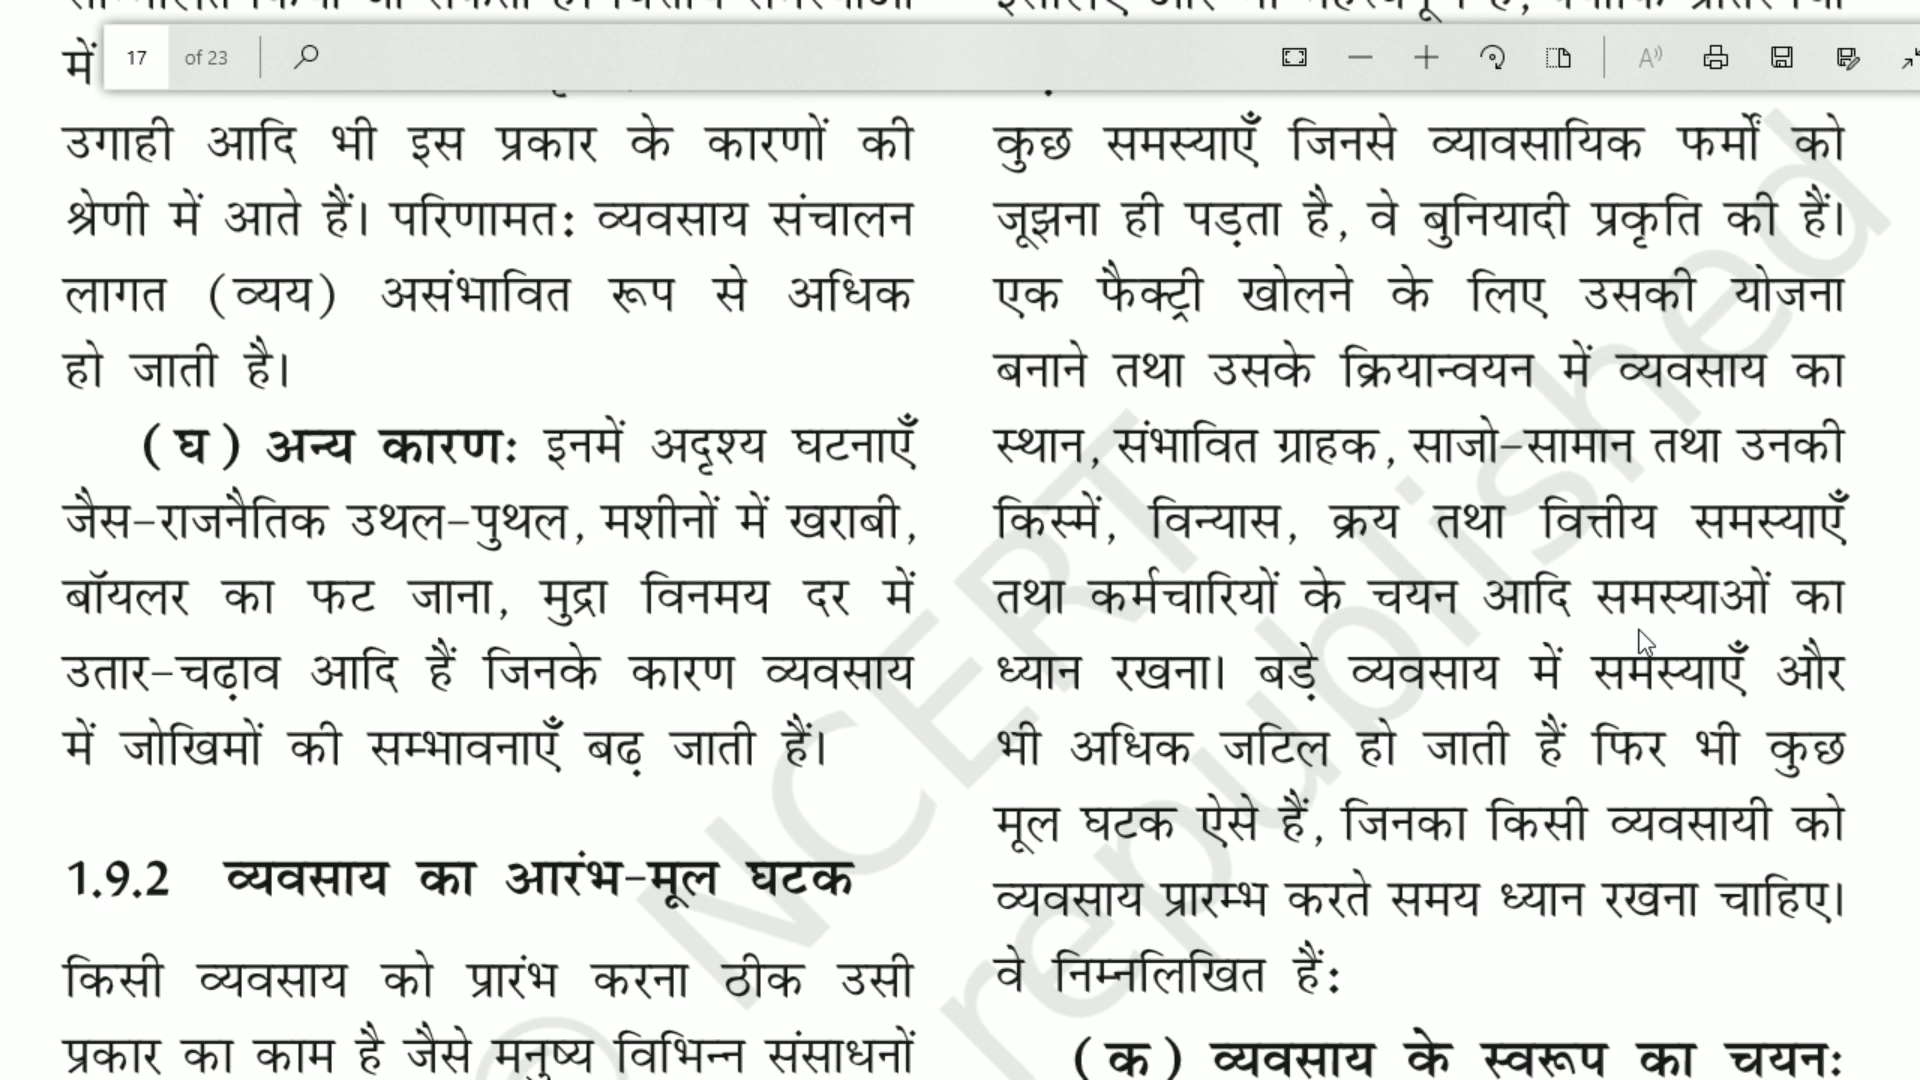 में
17 of 23
उगाही आदि भी इस प्रकार के कारणों की
श्रेणी में आते हैं। परिणामतः व्यवसाय संचालन
लागत (व्यय) असंभावित रूप से अधिक
हो जाती है।
(घ) अन्य कारणः इनमें अदृश्य घटनाएँ
जैस-राजनैतिक उथल-पुथल, मशीनों में खराबी,
बॉयलर का फट जाना, मुद्रा विनमय दर में
उतार-चढ़ाव आदि हैं जिनके कारण व्यवसाय
में जोखिमों की सम्भावनाएँ बढ़ जाती हैं।
1.9.2 व्यवसाय का आरंभ-मूल घटक
किसी व्यवसाय को प्रारंभ करना ठीक उसी
प्रकार का काम है जैसे मनुष्य विभिन्न संसाधनों
कुछ समस्याएँ जिनसे व्यावसायिक फर्मों को
जूझना ही पड़ता है, वे बुनियादी प्रकृति की हैं।
एक फैक्ट्री खोलने के लिए उसकी योजना
बनाने तथा उसके क्रियान्वयन में व्यवसाय का
स्थान, संभावित ग्राहक, साजो-सामान तथा उनकी
किस्में, विन्यास, क्रय तथा वित्तीय समस्याएँ
तथा कर्मचारियों के चयन आदि समस्याओं का
ध्यान रखना। बड़े व्यवसाय में समस्याएँ और
भी अधिक जटिल हो जाती हैं फिर भी कुछ
मूल घटक ऐसे हैं, जिनका किसी व्यवसायी को
व्यवसाय प्रारम्भ करते समय ध्यान रखना चाहिए।
वे निम्नलिखित हैं:
(क) व्यवसाय के स्वरूप का चयनः
© NCERT
republished